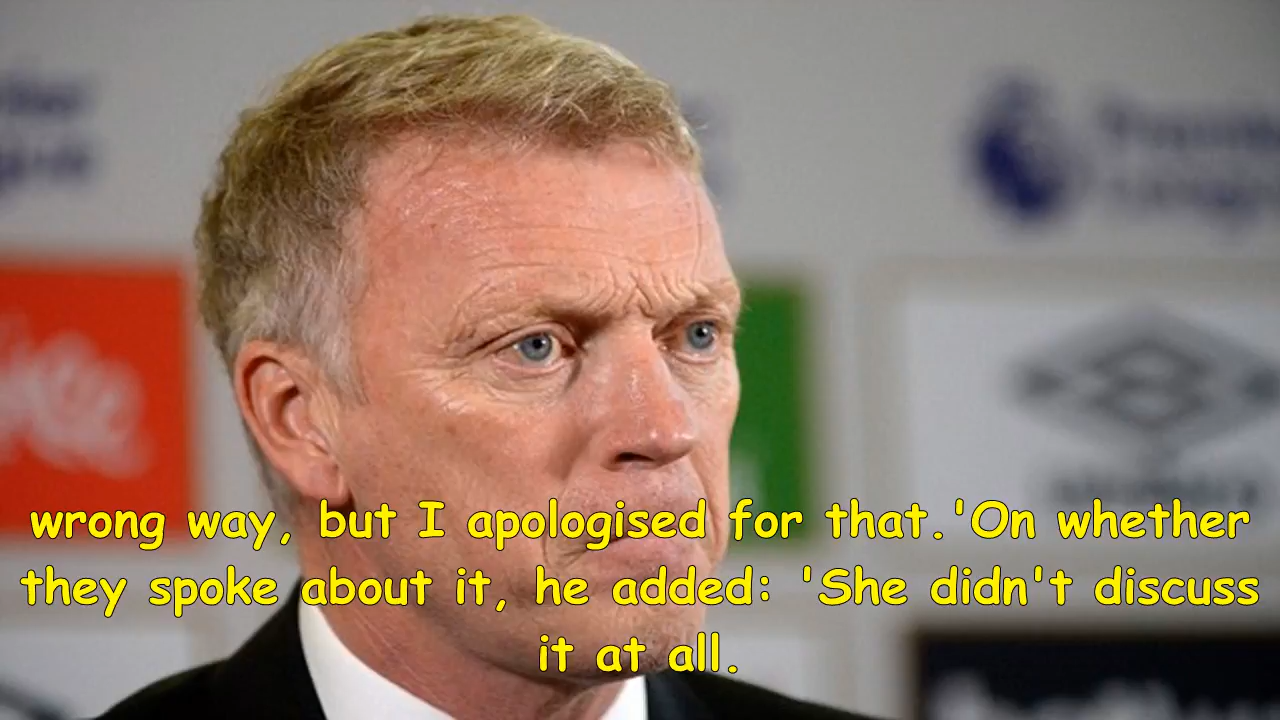 wrong way, but I apologised for that.'On whether
they spoke about it, he added: 'She didn't discuss
it at all.